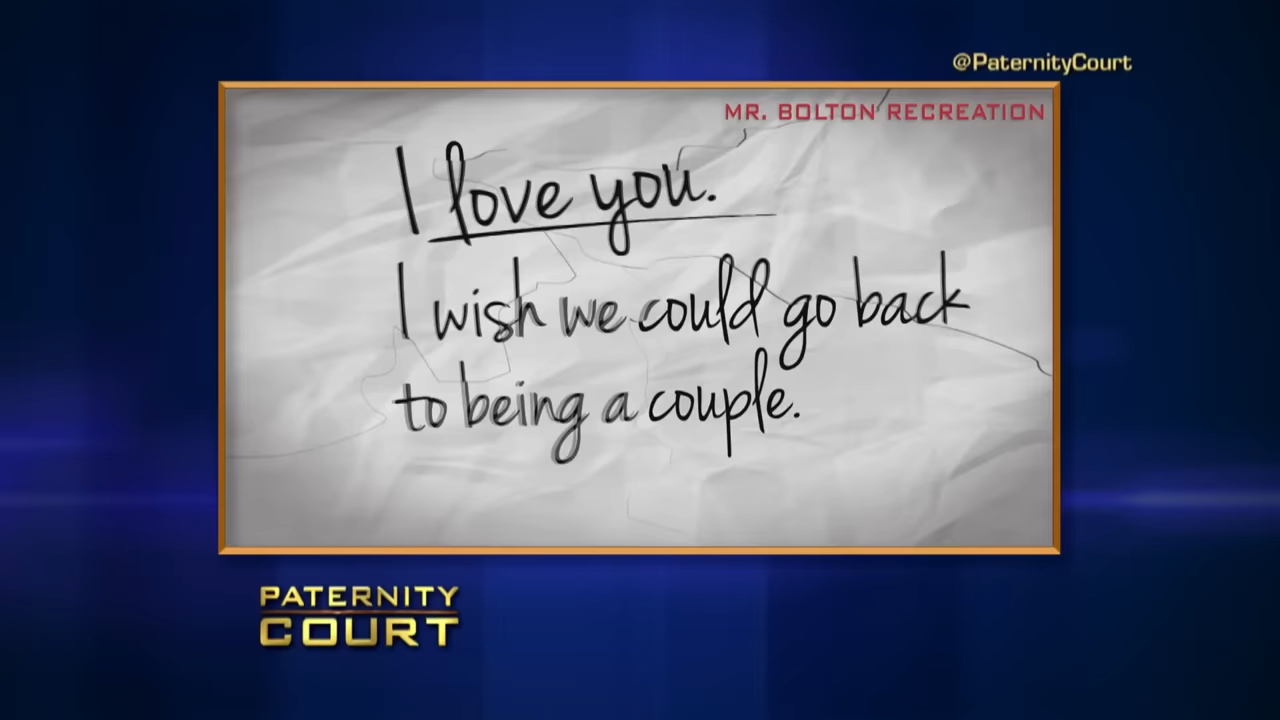 @PaternityCourt
MR. BOLTON RECREATION
I love you.
I wish we could go back
to being a couple.
PATERNITY
COURT